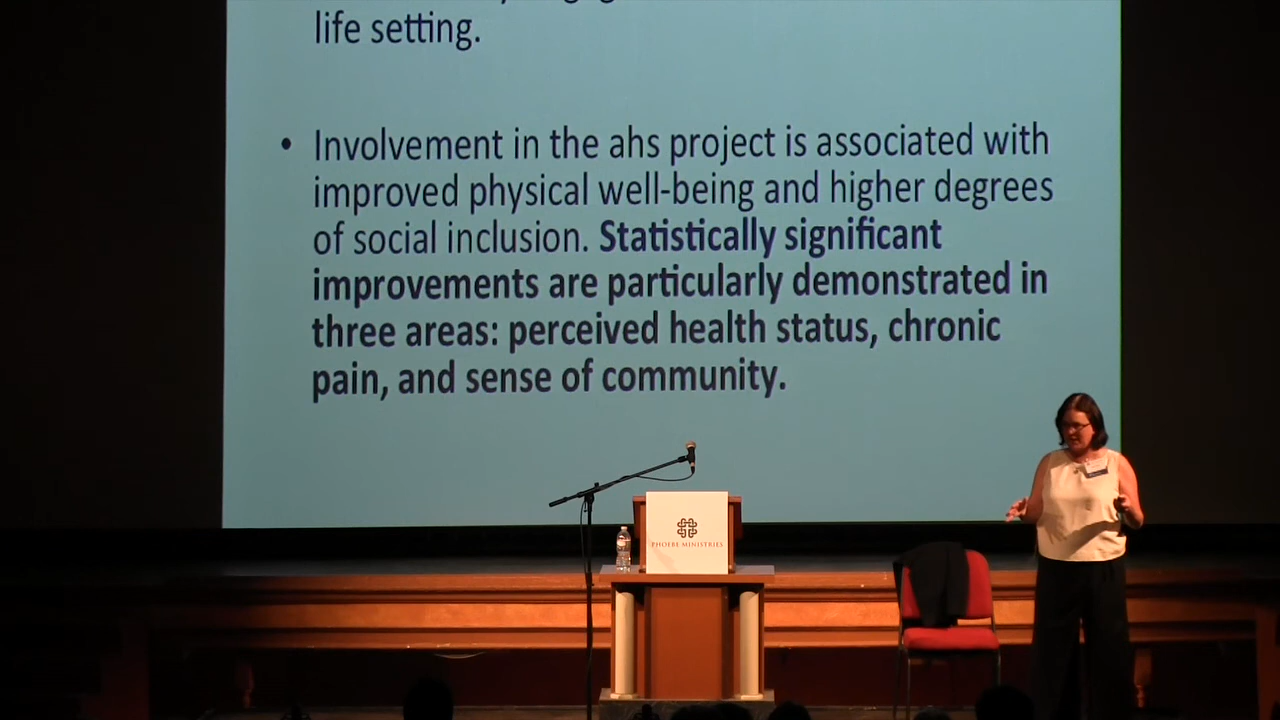 life setting.
• Involvement in the ahs project is associated with
improved physical well-being and higher degrees
of social inclusion. Statistically significant
improvements are particularly demonstrated in
three areas: perceived health status, chronic
pain, and sense of community.
PHOEBE MINISTRIES